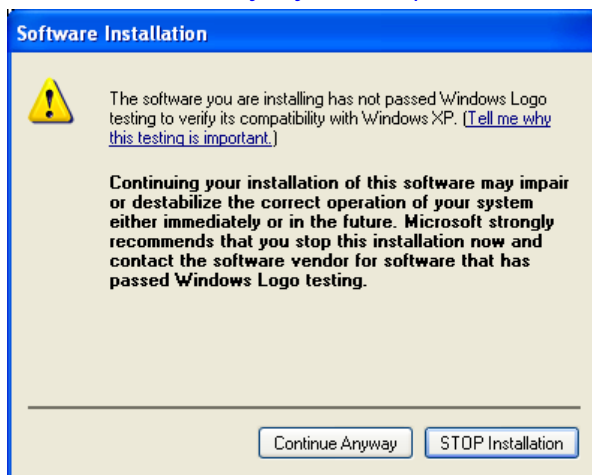 Software Installation
The software you are installing has not passed Windows Logo
testing to verify its compatibility with Windows XP. (Tell me why
this testing is important.)
Continuing your installation of this software may impair
or destabilize the correct operation of your system
either immediately or in the future. Microsoft strongly
recommends that you stop this installation now and
contact the software vendor for software that has
passed Windows Logo testing.
Continue Anyway
STOP Installation